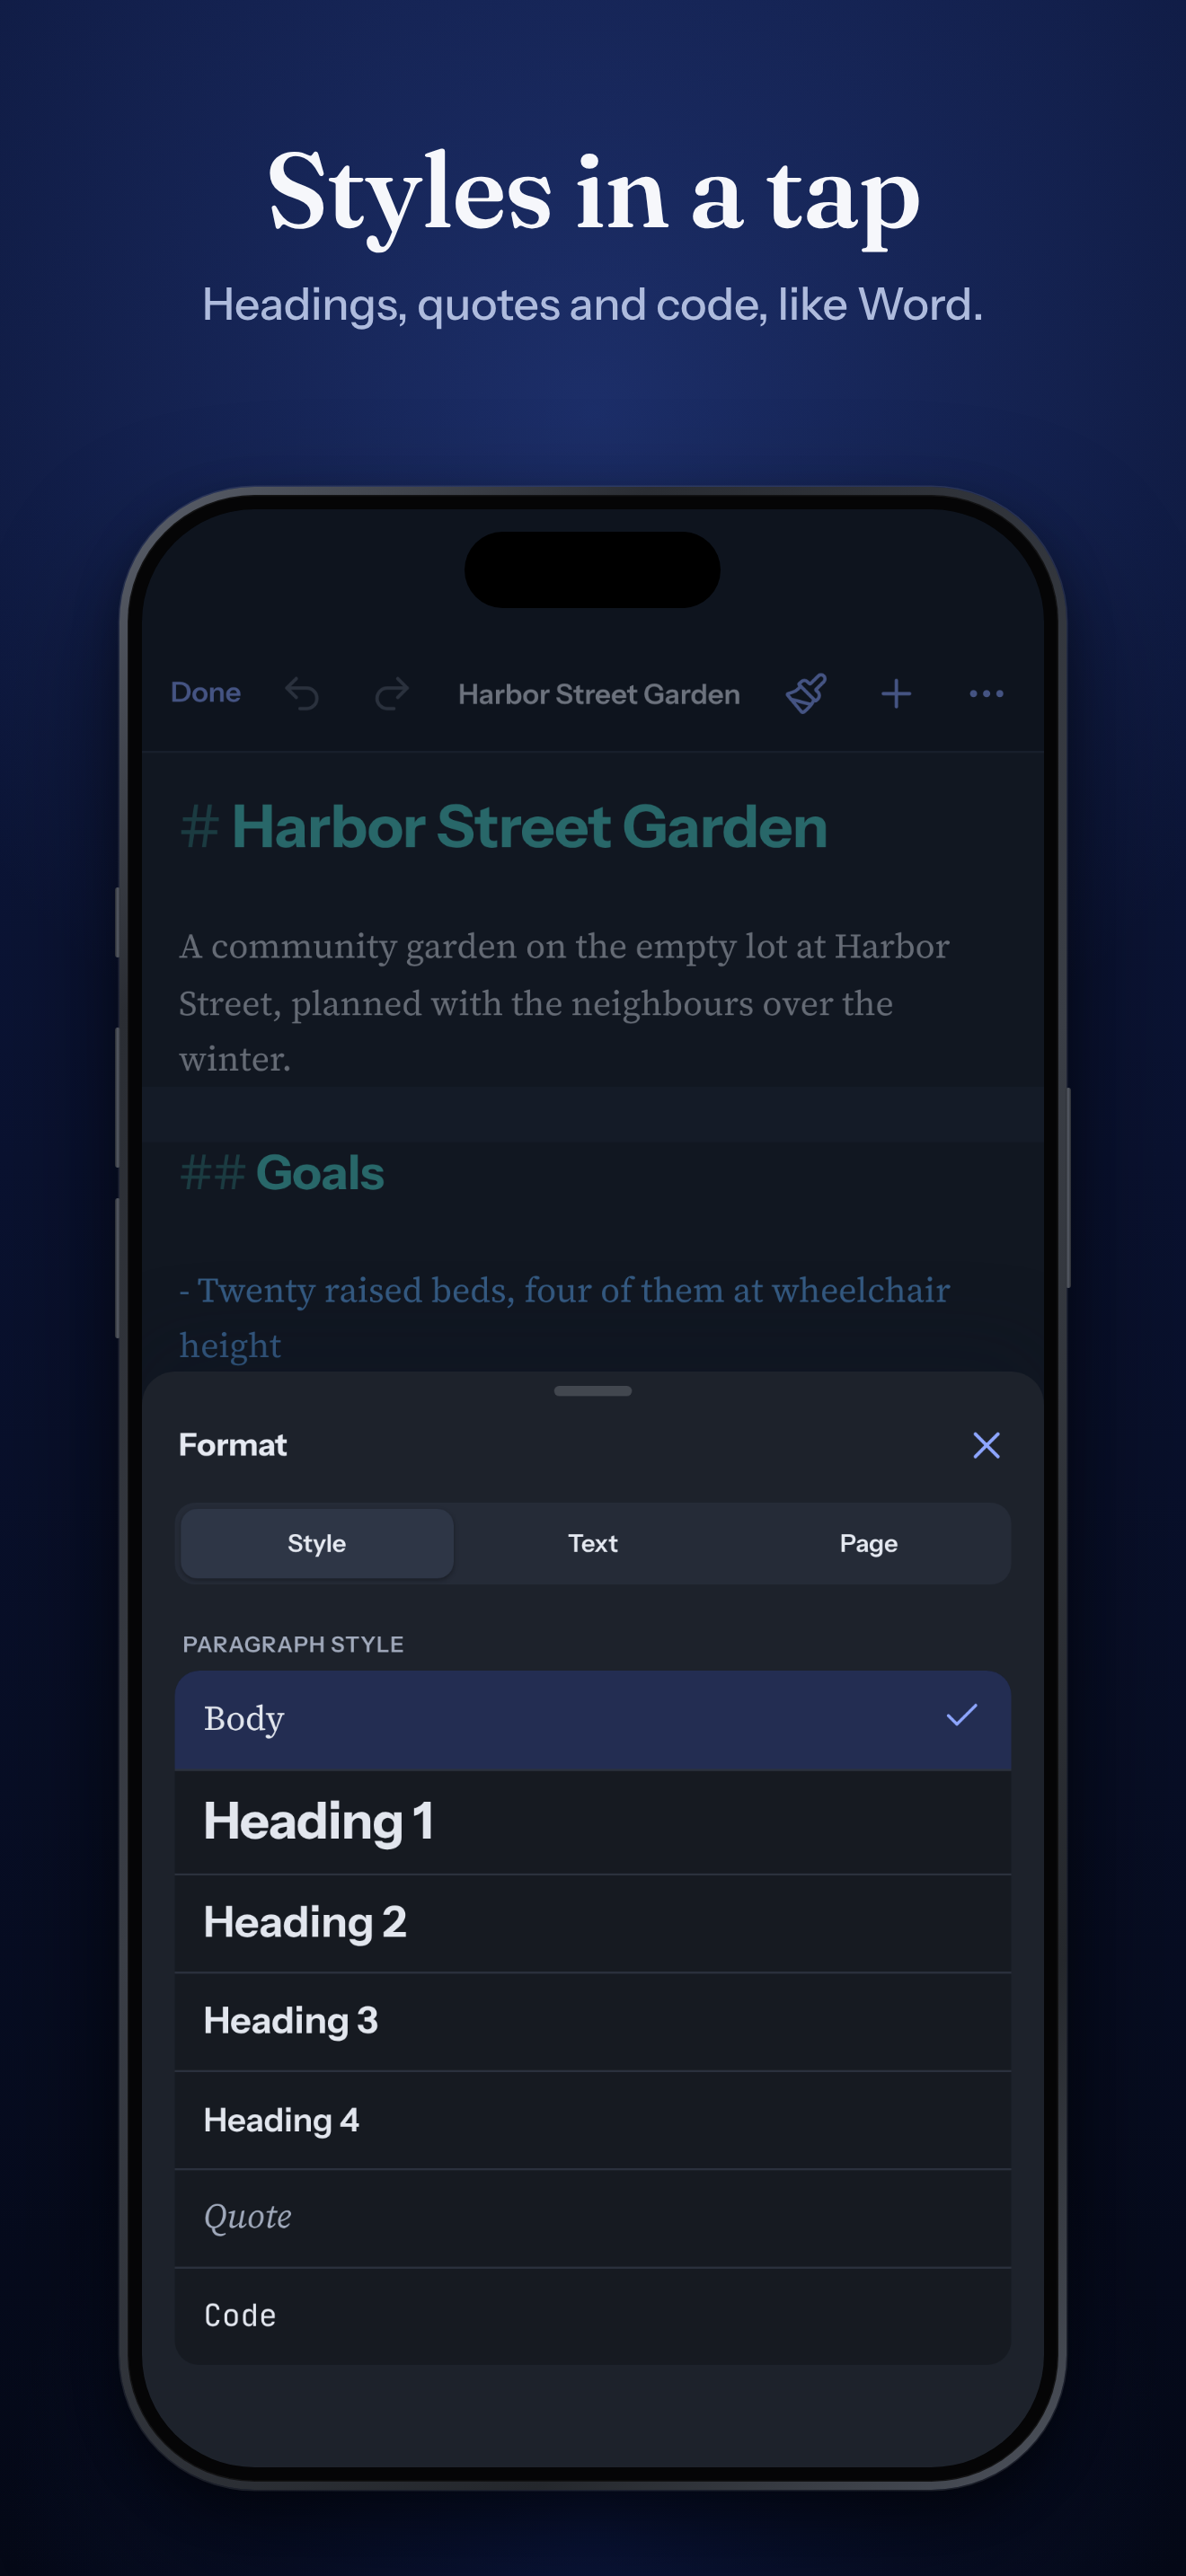 Styles in a tap
Headings, quotes and code, like Word.
Done Harbor Street Garden
# Harbor Street Garden
A community garden on the empty lot at Harbor
Street, planned with the neighbours over the
winter.
## Goals
- Twenty raised beds, four of them at wheelchair
height
Format
Style Text Page
PARAGRAPH STYLE
Body
Heading 1
Heading 2
Heading 3
Heading 4
Quote
Code